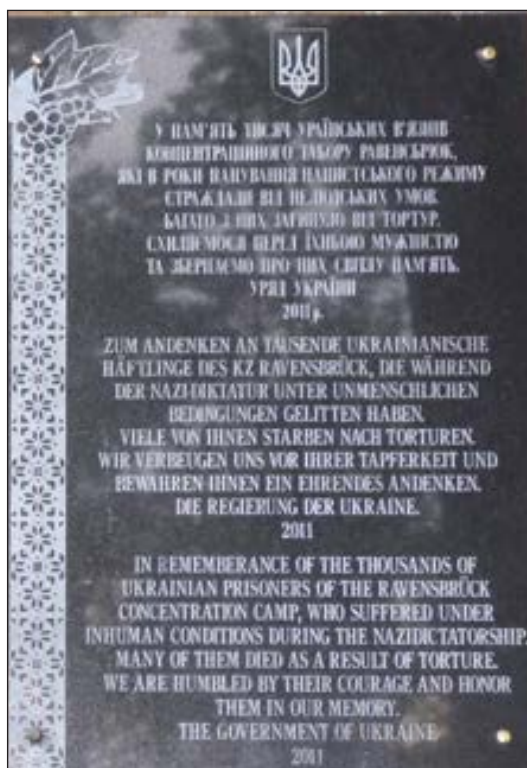 У ПАМ'ЯТЬ ТИСЯЧ УКРАЇНСЬКИХ В'ЯЗНІВ
КОНЦЕНТРАЦІЙНОГО ТАБОРУ РАВЕНСБРЮК,
ЯКІ В РОКИ ПАНУВАННЯ НАЦИСТСЬКОГО РЕЖИМУ
СТРАЖДАЛИ ВІД НЕЛЮДСЬКИХ УМОВ
БАГАТО З НИХ ЗАГИНУЛО ВІД ТОРТУР.
СХИЛЯЄМОСЯ ПЕРЕД ЇХНЬОЮ МУЖНІСТЮ
ТА ЗБЕРІГАЄМО ПРО НИХ СВІТЛУ ПАМ'ЯТЬ.
УРЯД УКРАЇНИ
2011 р.
ZUM ANDENKEN AN TAUSENDE UKRAINIANISCHE
HÄFTLINGE DES KZ RAVENSBRÜCK, DIE WÄHREND
DER NAZI-DIKTATUR UNTER UNMENSCHLICHEN
BEDINGUNGEN GELITTEN HABEN.
VIELE VON IHNEN STARBEN NACH TORTUREN.
WIR VERBEUGEN UNS VOR IHRER TAPFERKEIT UND
BEWAHREN IHNEN EIN EHRENDES ANDENKEN.
DIE REGIERUNG DER UKRAINE.
2011
IN REMEMBERANCE OF THE THOUSANDS OF
UKRAINIAN PRISONERS OF THE RAVENSBRÜCK
CONCENTRATION CAMP, WHO SUFFERED UNDER
INHUMAN CONDITIONS DURING THE NAZIDICTATORSHIP.
MANY OF THEM DIED AS A RESULT OF TORTURE.
WE ARE HUMBLED BY THEIR COURAGE AND HONOR
THEM IN OUR MEMORY.
THE GOVERNMENT OF UKRAINE
2011